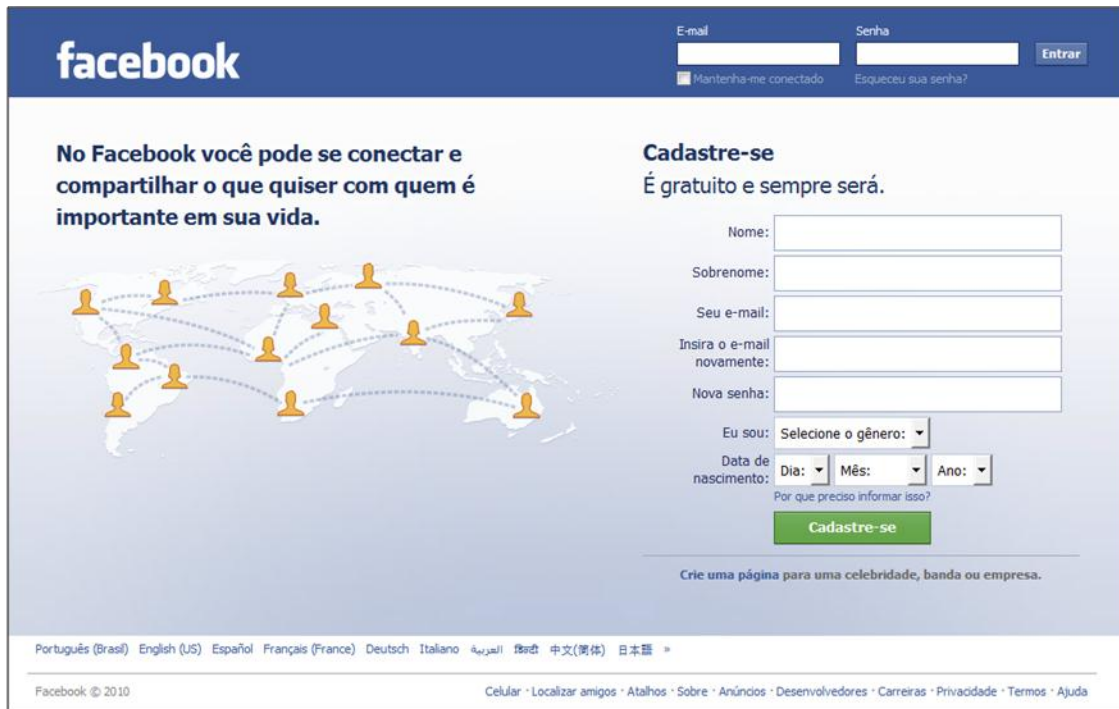 facebook
E-mail
Senha
Entrar
Mantenha-me conectado
Esqueceu sua senha?
No Facebook você pode se conectar e
compartilhar o que quiser com quem é
importante em sua vida.
Cadastre-se
É gratuito e sempre será.
Nome:
Sobrenome:
Seu e-mail:
Insira o e-mail
novamente:
Nova senha:
Eu sou: Selecione o gênero:
Data de
nascimento:
Dia: Mês: Ano:
Por que preciso informar isso?
Cadastre-se
Crie uma página para uma celebridade, banda ou empresa.
Português (Brasil) English (US) Español Français (France) Deutsch Italiano العربية हिन्दी 中文(简体) 日本語 »
Facebook © 2010
Celular · Localizar amigos · Atalhos · Sobre · Anúncios · Desenvolvedores · Carreiras · Privacidade · Termos · Ajuda